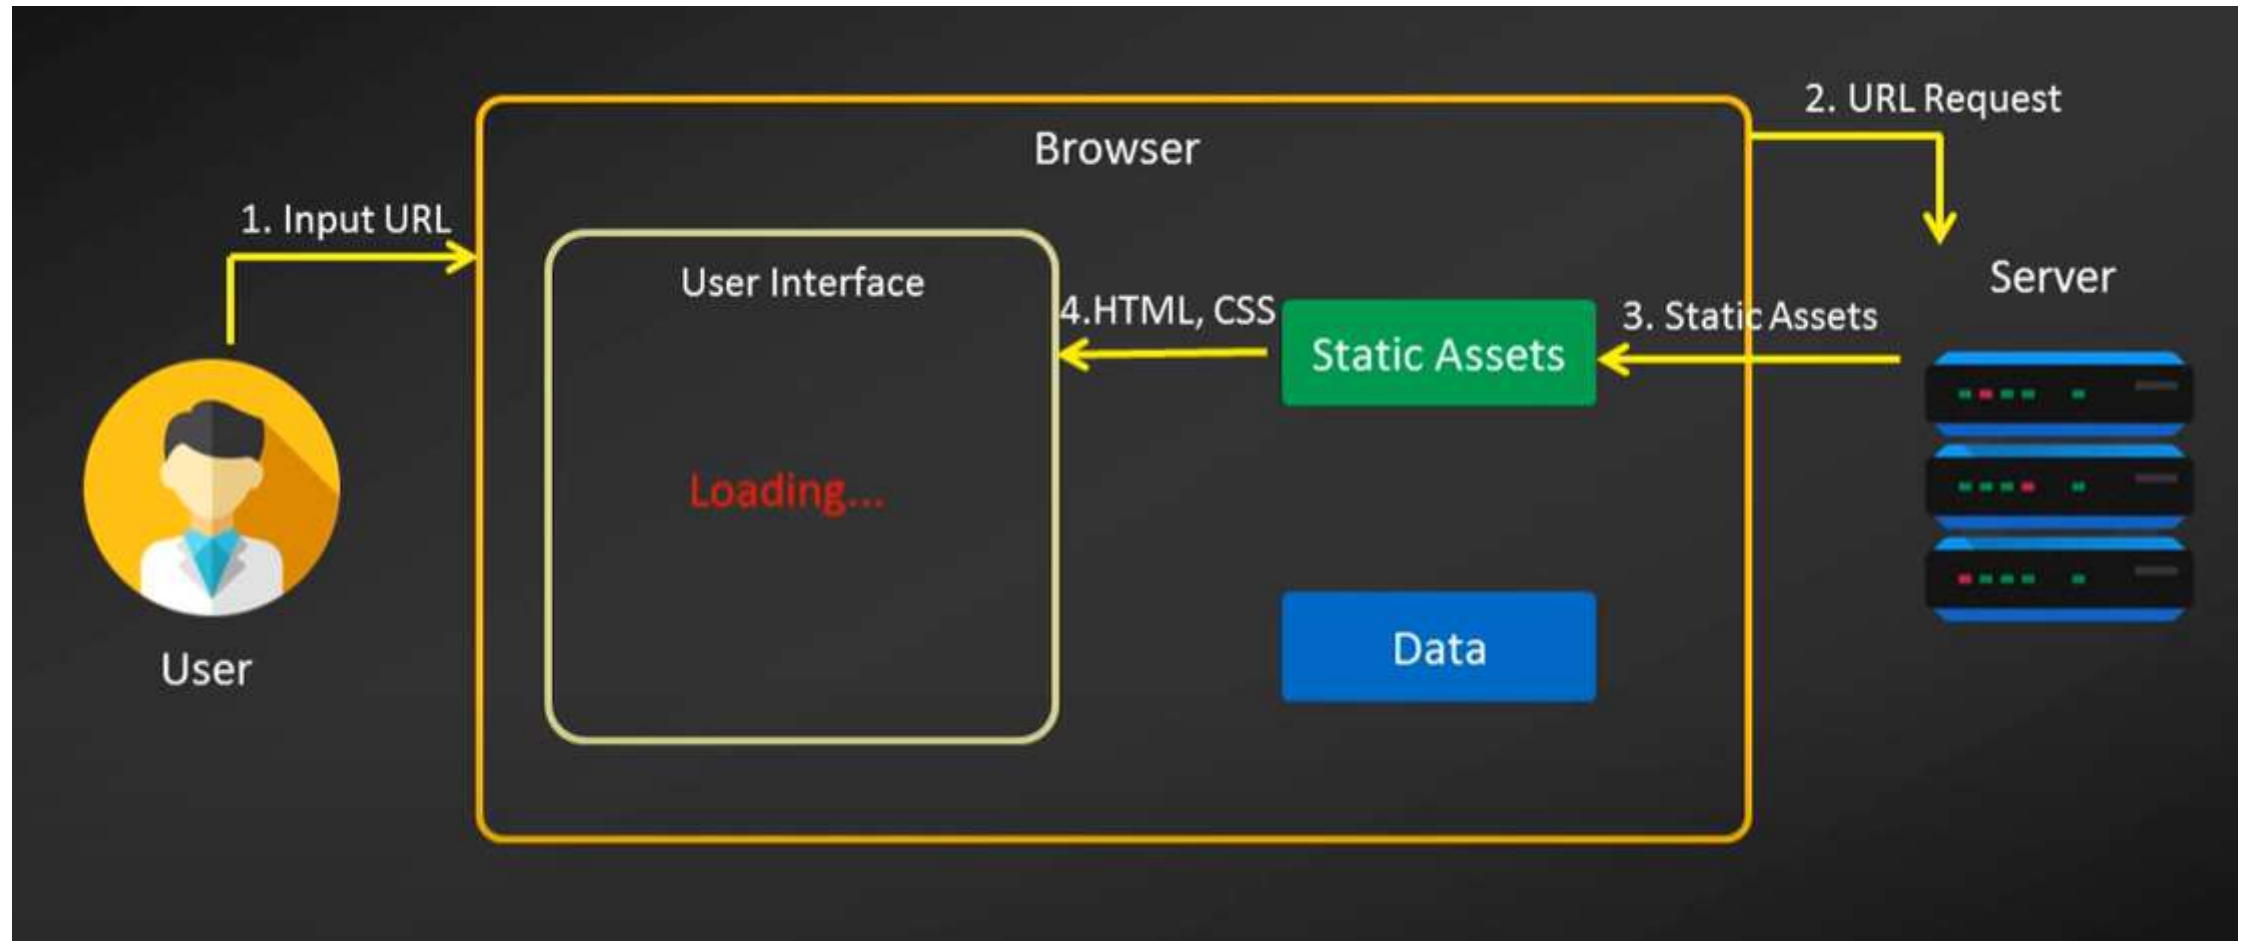 2. URL Request
Browser
1. Input URL
User Interface
Server
4.HTML, CSS
3. Static Assets
Static Assets
Loading...
Data
User